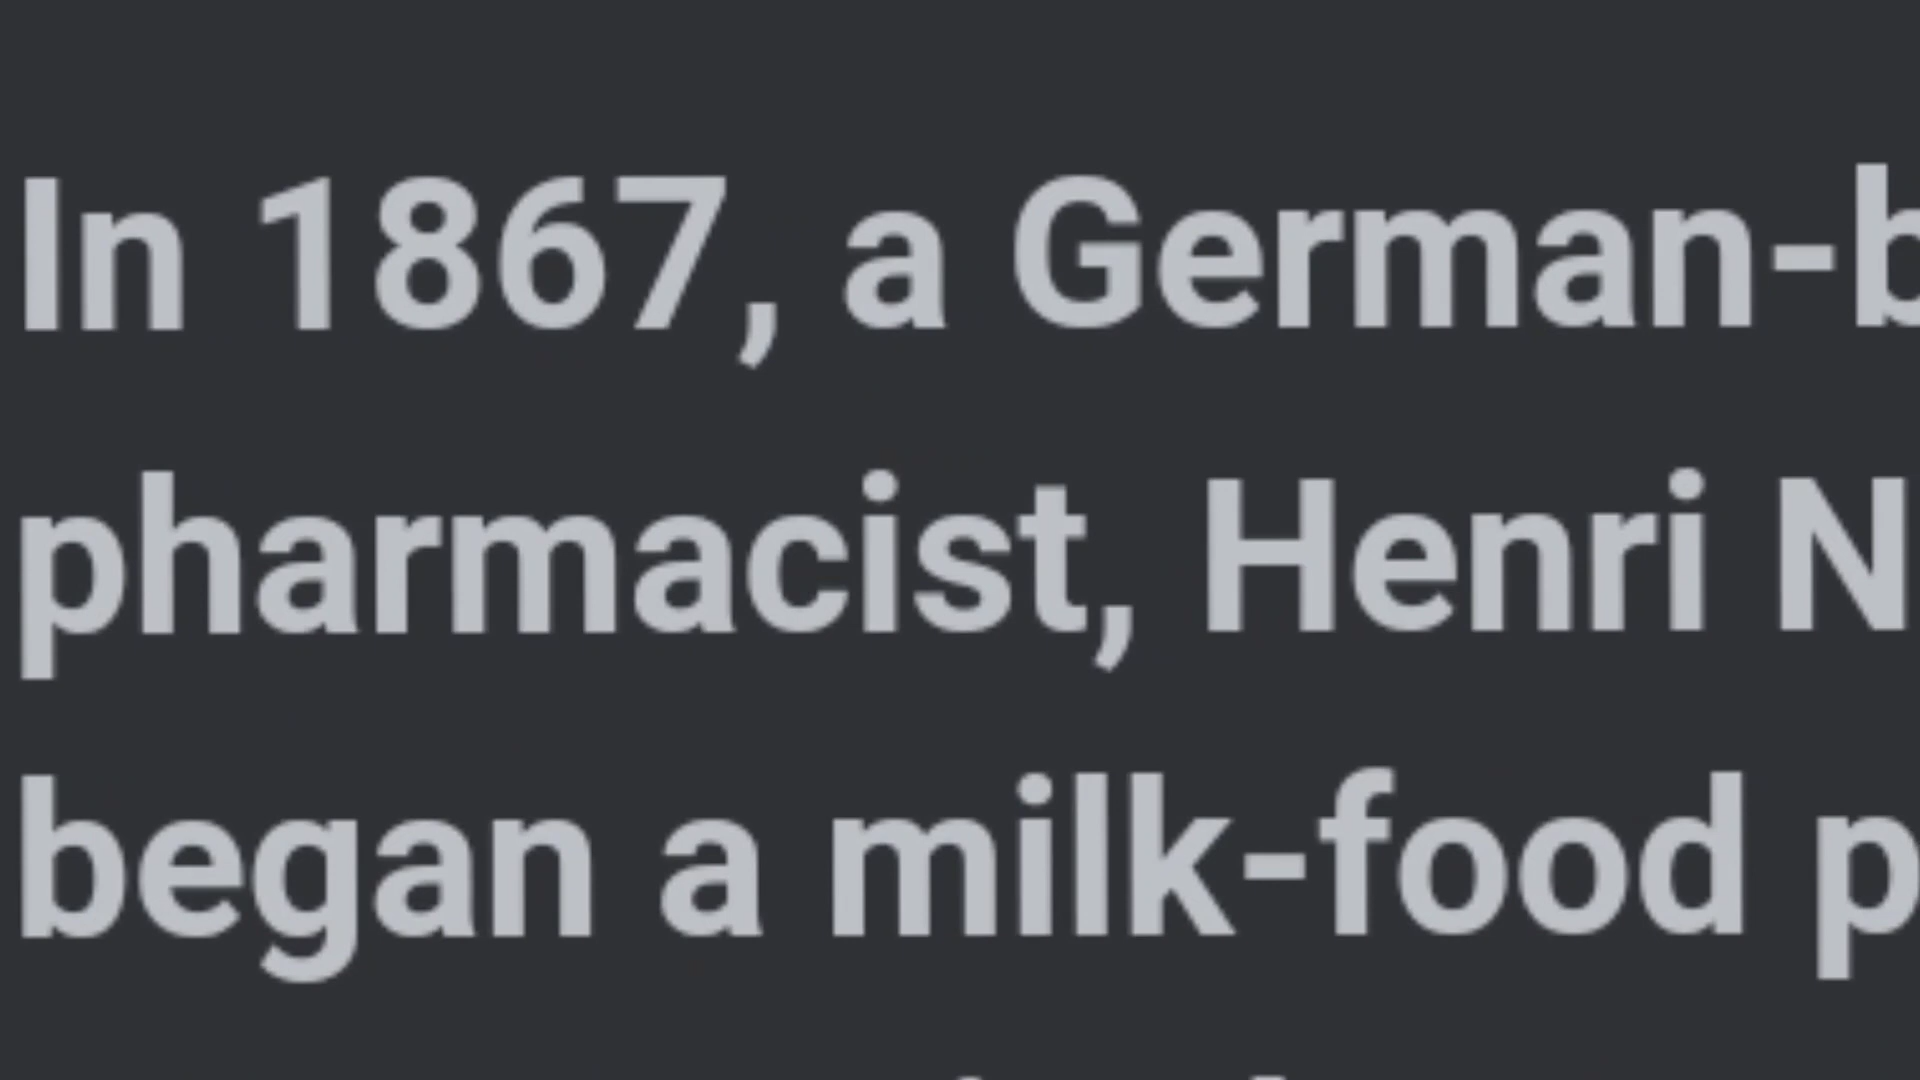 In 1867, a German-b
pharmacist, Henri N
began a milk-food p